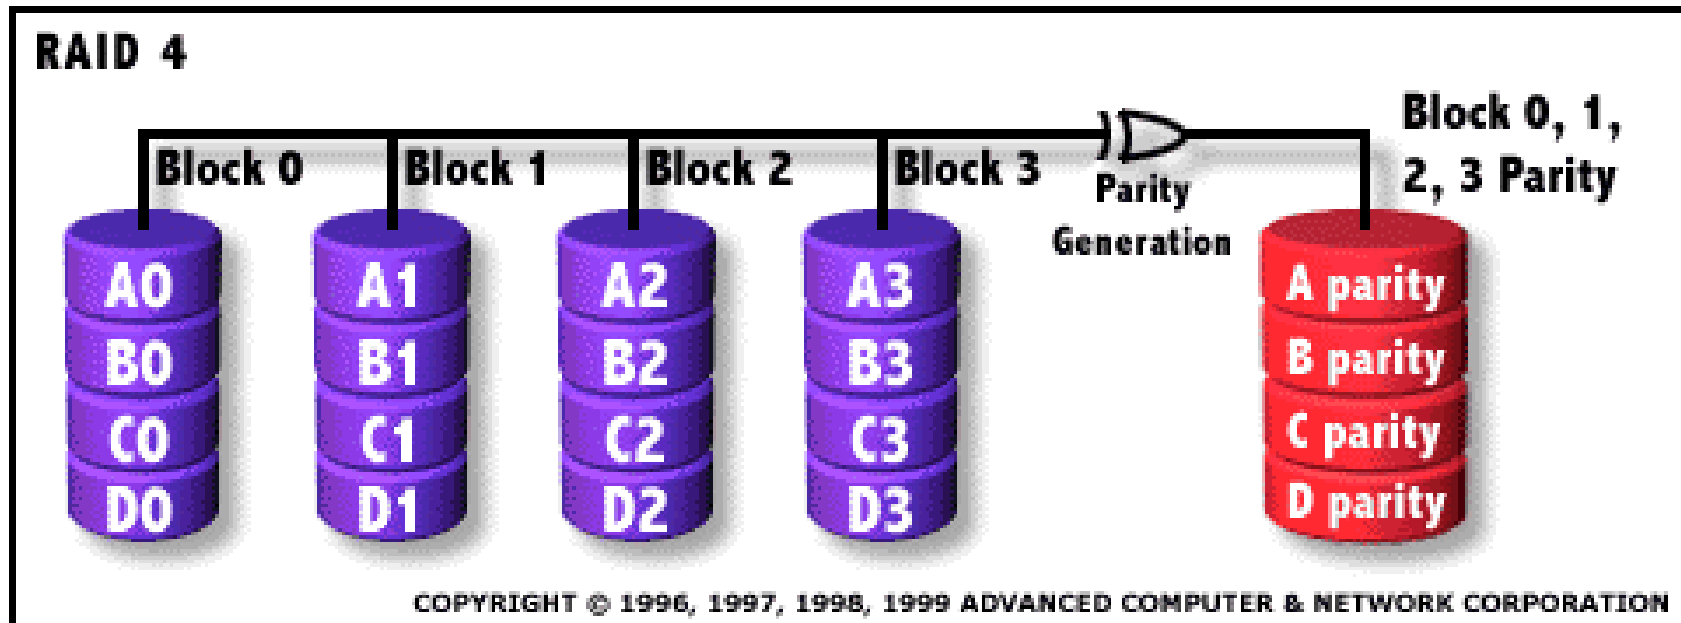 RAID 4
Block 0, 1,
2, 3 Parity
Block 0
Block 1
Block 2
Block 3
Parity
Generation
A0
A1
A2
A3
A parity
B0
B1
B2
B3
B parity
C0
C1
C2
C3
C parity
D0
D1
D2
D3
D parity
COPYRIGHT © 1996, 1997, 1998, 1999 ADVANCED COMPUTER & NETWORK CORPORATION